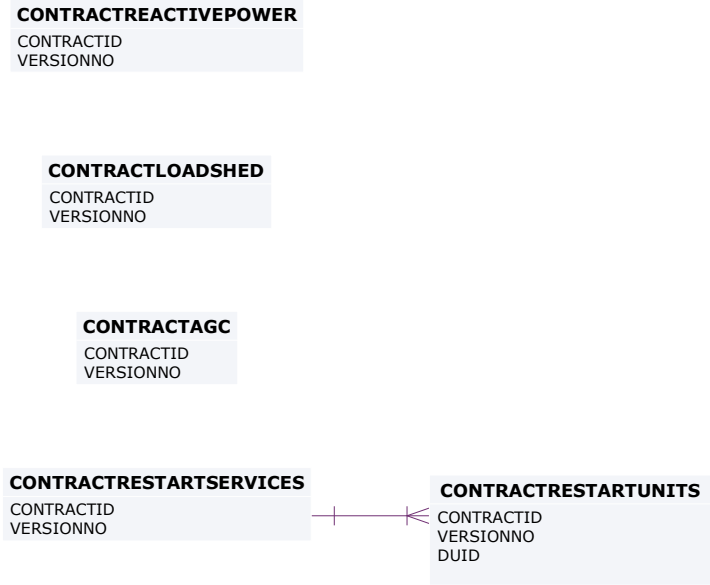 CONTRACTREACTIVEPOWER
CONTRACTID
VERSIONNO
CONTRACTLOADSHED
CONTRACTID
VERSIONNO
CONTRACTAGC
CONTRACTID
VERSIONNO
CONTRACTRESTARTSERVICES
CONTRACTID
VERSIONNO
CONTRACTRESTARTUNITS
CONTRACTID
VERSIONNO
DUID